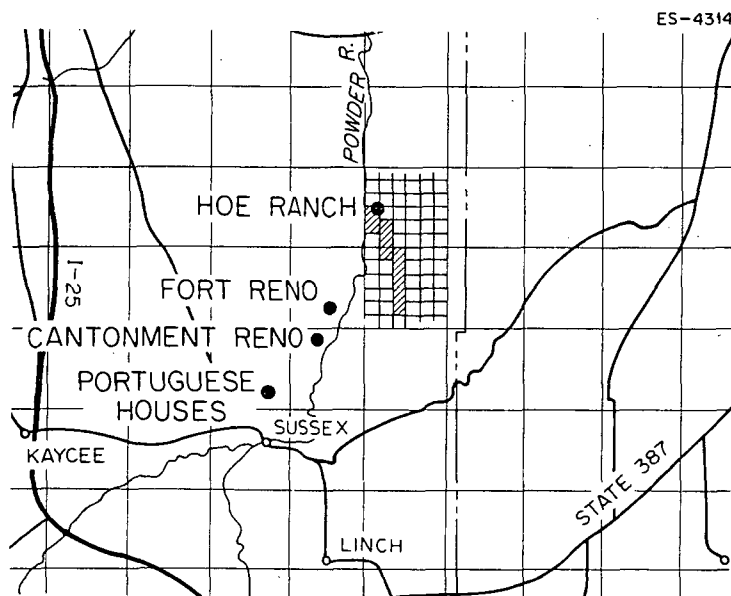 ES-4314
POWDER R.
HOE RANCH
I-25
FORT RENO
CANTONMENT RENO
PORTUGUESE
HOUSES
SUSSEX
KAYCEE
STATE 387
LINCH